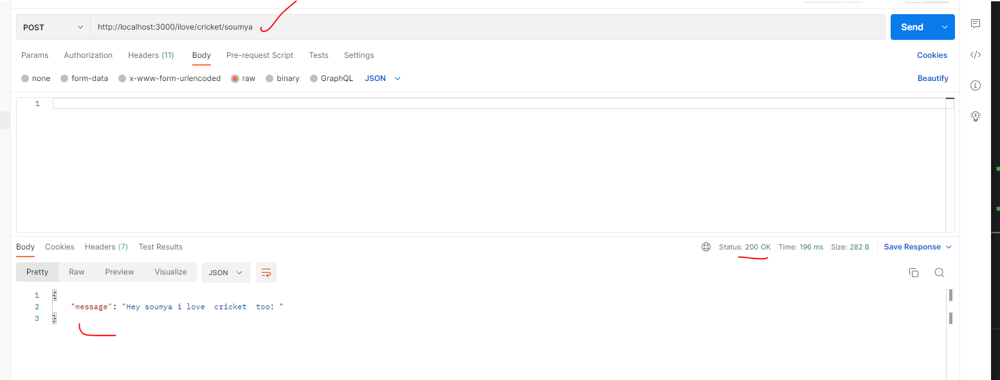 POST http://localhost:3000/ilove/cricket/soumya Send
Params Authorization Headers (11) Body Pre-request Script Tests Settings Cookies
none form-data x-www-form-urlencoded raw binary GraphQL JSON Beautify
1
Body Cookies Headers (7) Test Results Status: 200 OK Time: 196 ms Size: 282 B Save Response
Pretty Raw Preview Visualize JSON
1 {
2 "message": "Hey soumya i love  cricket  too! "
3 }